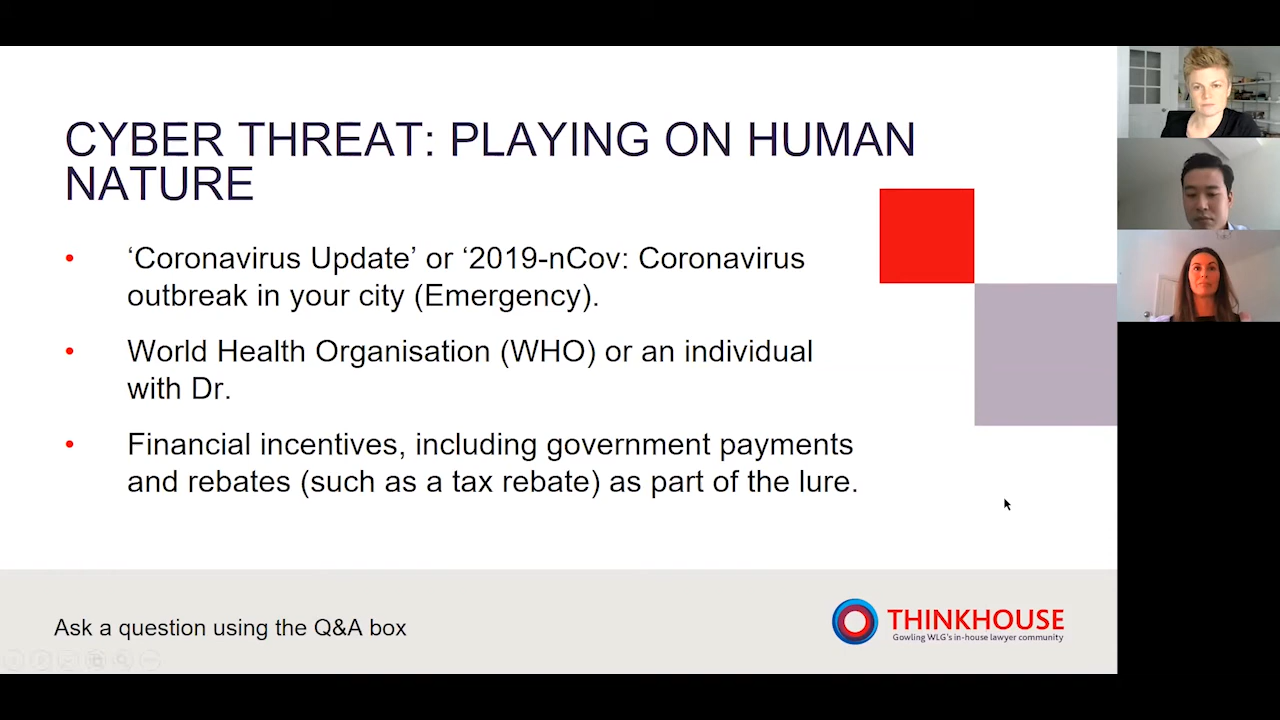 CYBER THREAT: PLAYING ON HUMAN
NATURE
• ‘Coronavirus Update’ or ‘2019-nCov: Coronavirus
outbreak in your city (Emergency).
• World Health Organisation (WHO) or an individual
with Dr.
• Financial incentives, including government payments
and rebates (such as a tax rebate) as part of the lure.
Ask a question using the Q&A box
THINKHOUSE
Gowling WLG's in-house lawyer community